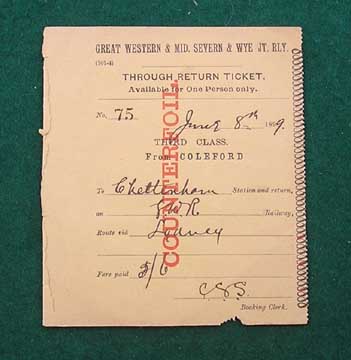 GREAT WESTERN & MID. SEVERN & WYE JT. RLY.
THROUGH RETURN TICKET.
Available for One Person only.
No. 75 June 8th 1899.
THIRD CLASS.
From COLEFORD
To Cheltenham Station and return,
on GWR Railway,
Route via Lydney
Fare paid 5/6
Booking Clerk.
COUNTERFOIL